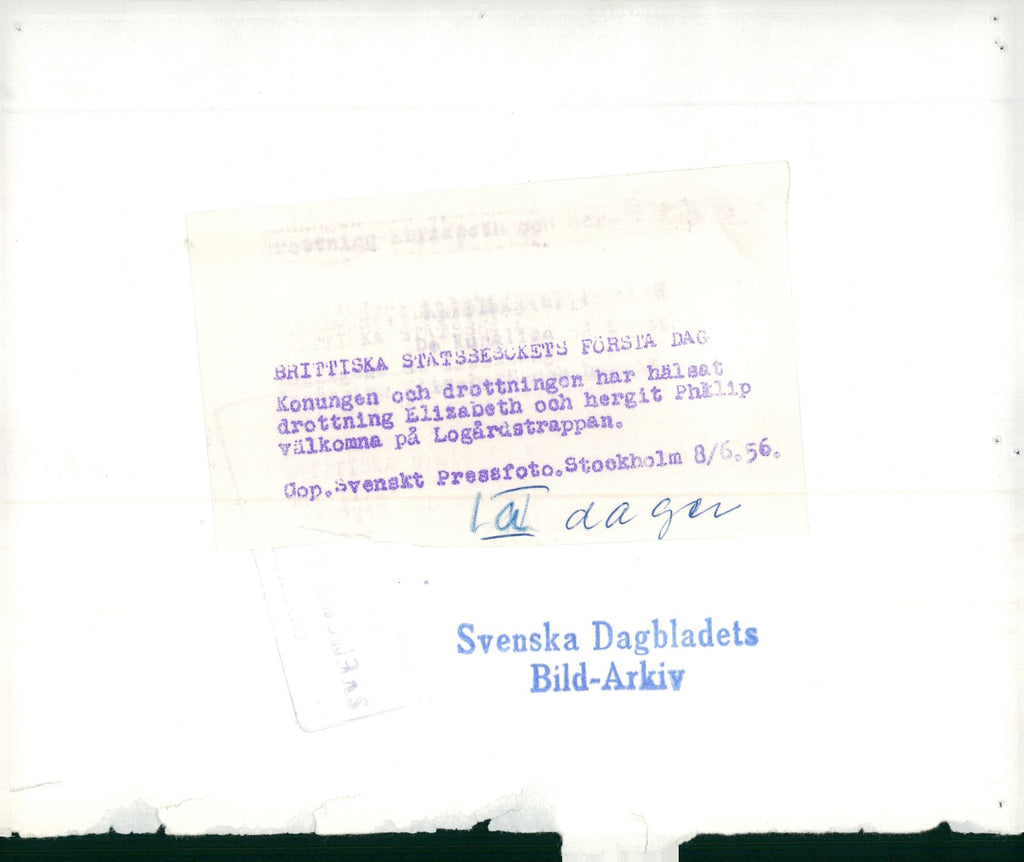 BRITTISKA STATSBESÖKETS FÖRSTA DAG
Konungen och drottningen har hälsat
drottning Elizabeth och hergit Philip
välkomna på Logårdstrappan.
Cop. Svenskt Pressfoto. Stockholm 8/6. 56.
dagen
Svenska Dagbladets
Bild-Arkiv